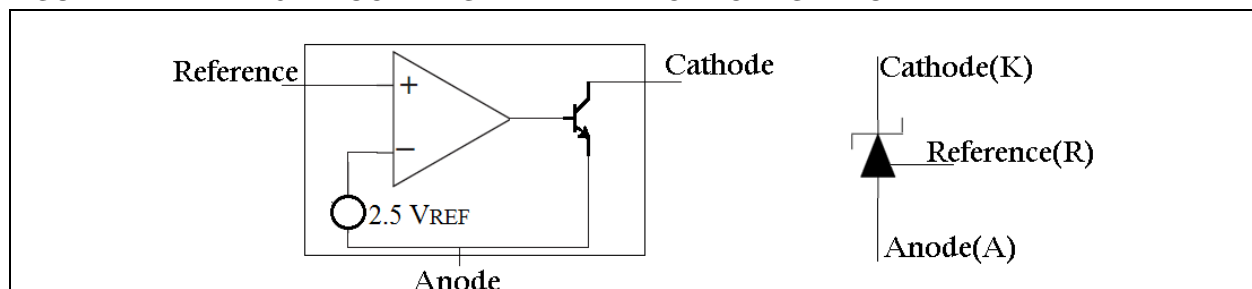 Reference
Cathode
+
−
2.5 VREF
Anode
Cathode(K)
Reference(R)
Anode(A)